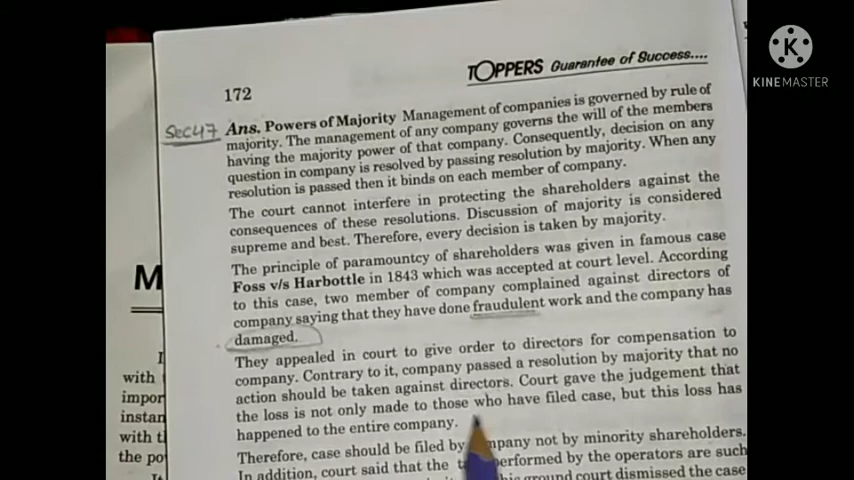 TOPPERS Guarantee of Success....
KINEMASTER
172
Sec 47
Ans. Powers of Majority Management of companies is governed by rule of
majority. The management of any company governs the will of the members
having the majority power of that company. Consequently, decision on any
question in company is resolved by passing resolution by majority. When any
resolution is passed then it binds on each member of company.
The court cannot interfere in protecting the shareholders against the
consequences of these resolutions. Discussion of majority is considered
supreme and best. Therefore, every decision is taken by majority.
The principle of paramountcy of shareholders was given in famous case
Foss v/s Harbottle in 1843 which was accepted at court level. According
to this case, two member of company complained against directors of
company saying that they have done fraudulent work and the company has
damaged.
They appealed in court to give order to directors for compensation to
company. Contrary to it, company passed a resolution by majority that no
action should be taken against directors. Court gave the judgement that
the loss is not only made to those who have filed case, but this loss has
happened to the entire company.
Therefore, case should be filed by company not by minority shareholders.
In addition, court said that the performed by the operators are such
ground court dismissed the case
M
I
with
impor
instan
with t
the po